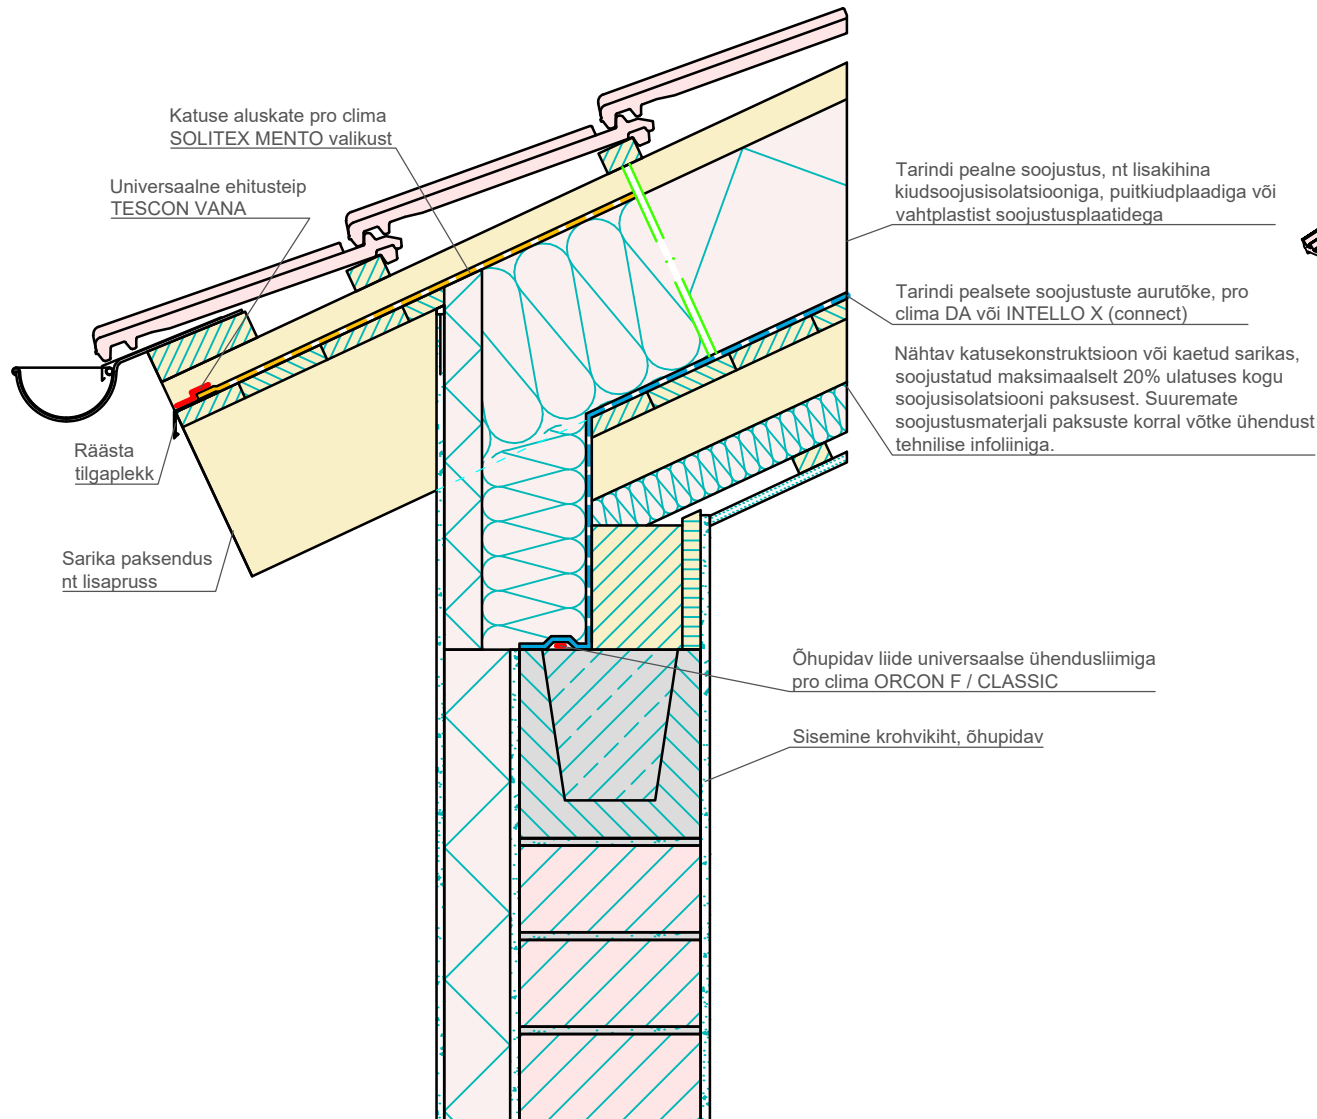 Katuse aluskate pro clima
SOLITEX MENTO valikust
Universaalne ehitusteip
TESCON VANA
Tarindi pealne soojustus, nt lisakihina
kiudsoojusisolatsiooniga, puitkiudplaadiga või
vahtplastist soojustusplaatidega
Tarindi pealsete soojustuste aurutõke, pro
clima DA või INTELLO X (connect)
Nähtav katusekonstruktsioon või kaetud sarikas,
soojustatud maksimaalselt 20% ulatuses kogu
soojusisolatsiooni paksusest. Suuremate
soojustusmaterjali paksuste korral võtke ühendust
tehnilise infoliiniga.
Räästa
tilgaplekk
Sarika paksendus
nt lisapruss
Õhupidav liide universaalse ühendusliimiga
pro clima ORCON F / CLASSIC
Sisemine krohvikiht, õhupidav